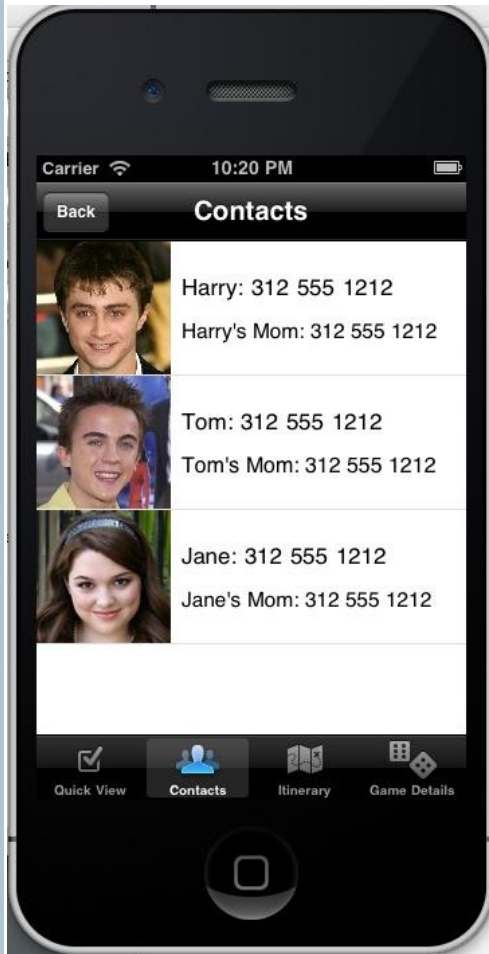 Carrier 10:20 PM
Back Contacts
Harry: 312 555 1212
Harry's Mom: 312 555 1212
Tom: 312 555 1212
Tom's Mom: 312 555 1212
Jane: 312 555 1212
Jane's Mom: 312 555 1212
Quick View Contacts Itinerary Game Details